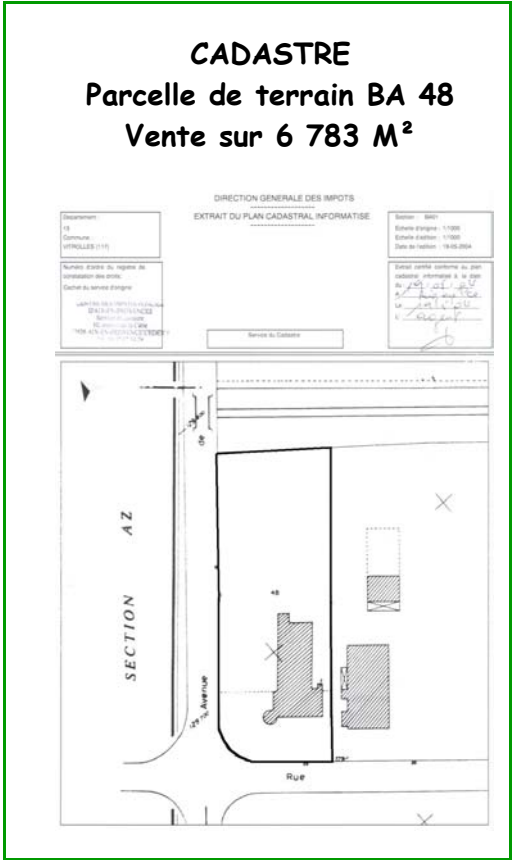 CADASTRE
Parcelle de terrain BA 48
Vente sur 6 783 M²
DIRECTION GENERALE DES IMPOTS
EXTRAIT DU PLAN CADASTRAL INFORMATISE
Département :
13
Commune :
VITROLLES (117)
Section : BA01
Echelle d'origine : 1/1000
Echelle d'édition : 1/1000
Date de l'édition : 19-05-2004
Numéro d'ordre du registre de
constatation des droits:
Cachet du service d'origine:
Extrait certifié conforme au plan
cadastral informatisé à la date
Service du Cadastre
de
SECTION AZ
48
Avenue
Rue